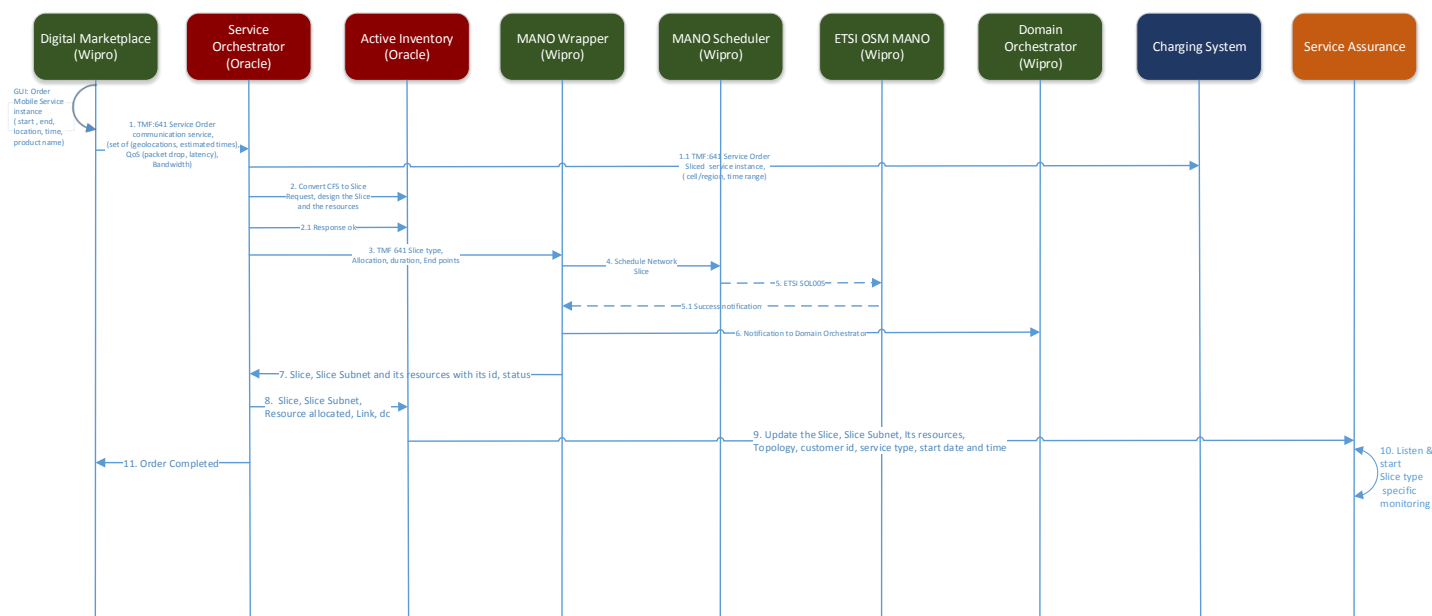 Digital Marketplace
(Wipro)
Service
Orchestrator
(Oracle)
Active Inventory
(Oracle)
MANO Wrapper
(Wipro)
MANO Scheduler
(Wipro)
ETSI OSM MANO
(Wipro)
Domain
Orchestrator
(Wipro)
Charging System
Service Assurance
GUI: Order
Mobile Service
instance
( start , end,
location, time,
product name)
1. TMF:641 Service Order
communication service,
(set of (geolocations, estimated times),
QoS (packet drop, latency),
Bandwidth)
1.1 TMF:641 Service Order
Sliced service instance,
( cell/region, time range)
2. Convert CFS to Slice
Request, design the Slice
and the resources
2.1 Response ok
3. TMF 641 Slice type,
Allocation, duration, End points
4. Schedule Network
Slice
5. ETSI SOL005
5.1 Success notification
6. Notification to Domain Orchestrator
7. Slice, Slice Subnet and its resources with its id, status
8. Slice, Slice Subnet,
Resource allocated, Link, dc
9. Update the Slice, Slice Subnet, Its resources,
Topology, customer id, service type, start date and time
10. Listen &
start
Slice type
specific
monitoring
11. Order Completed